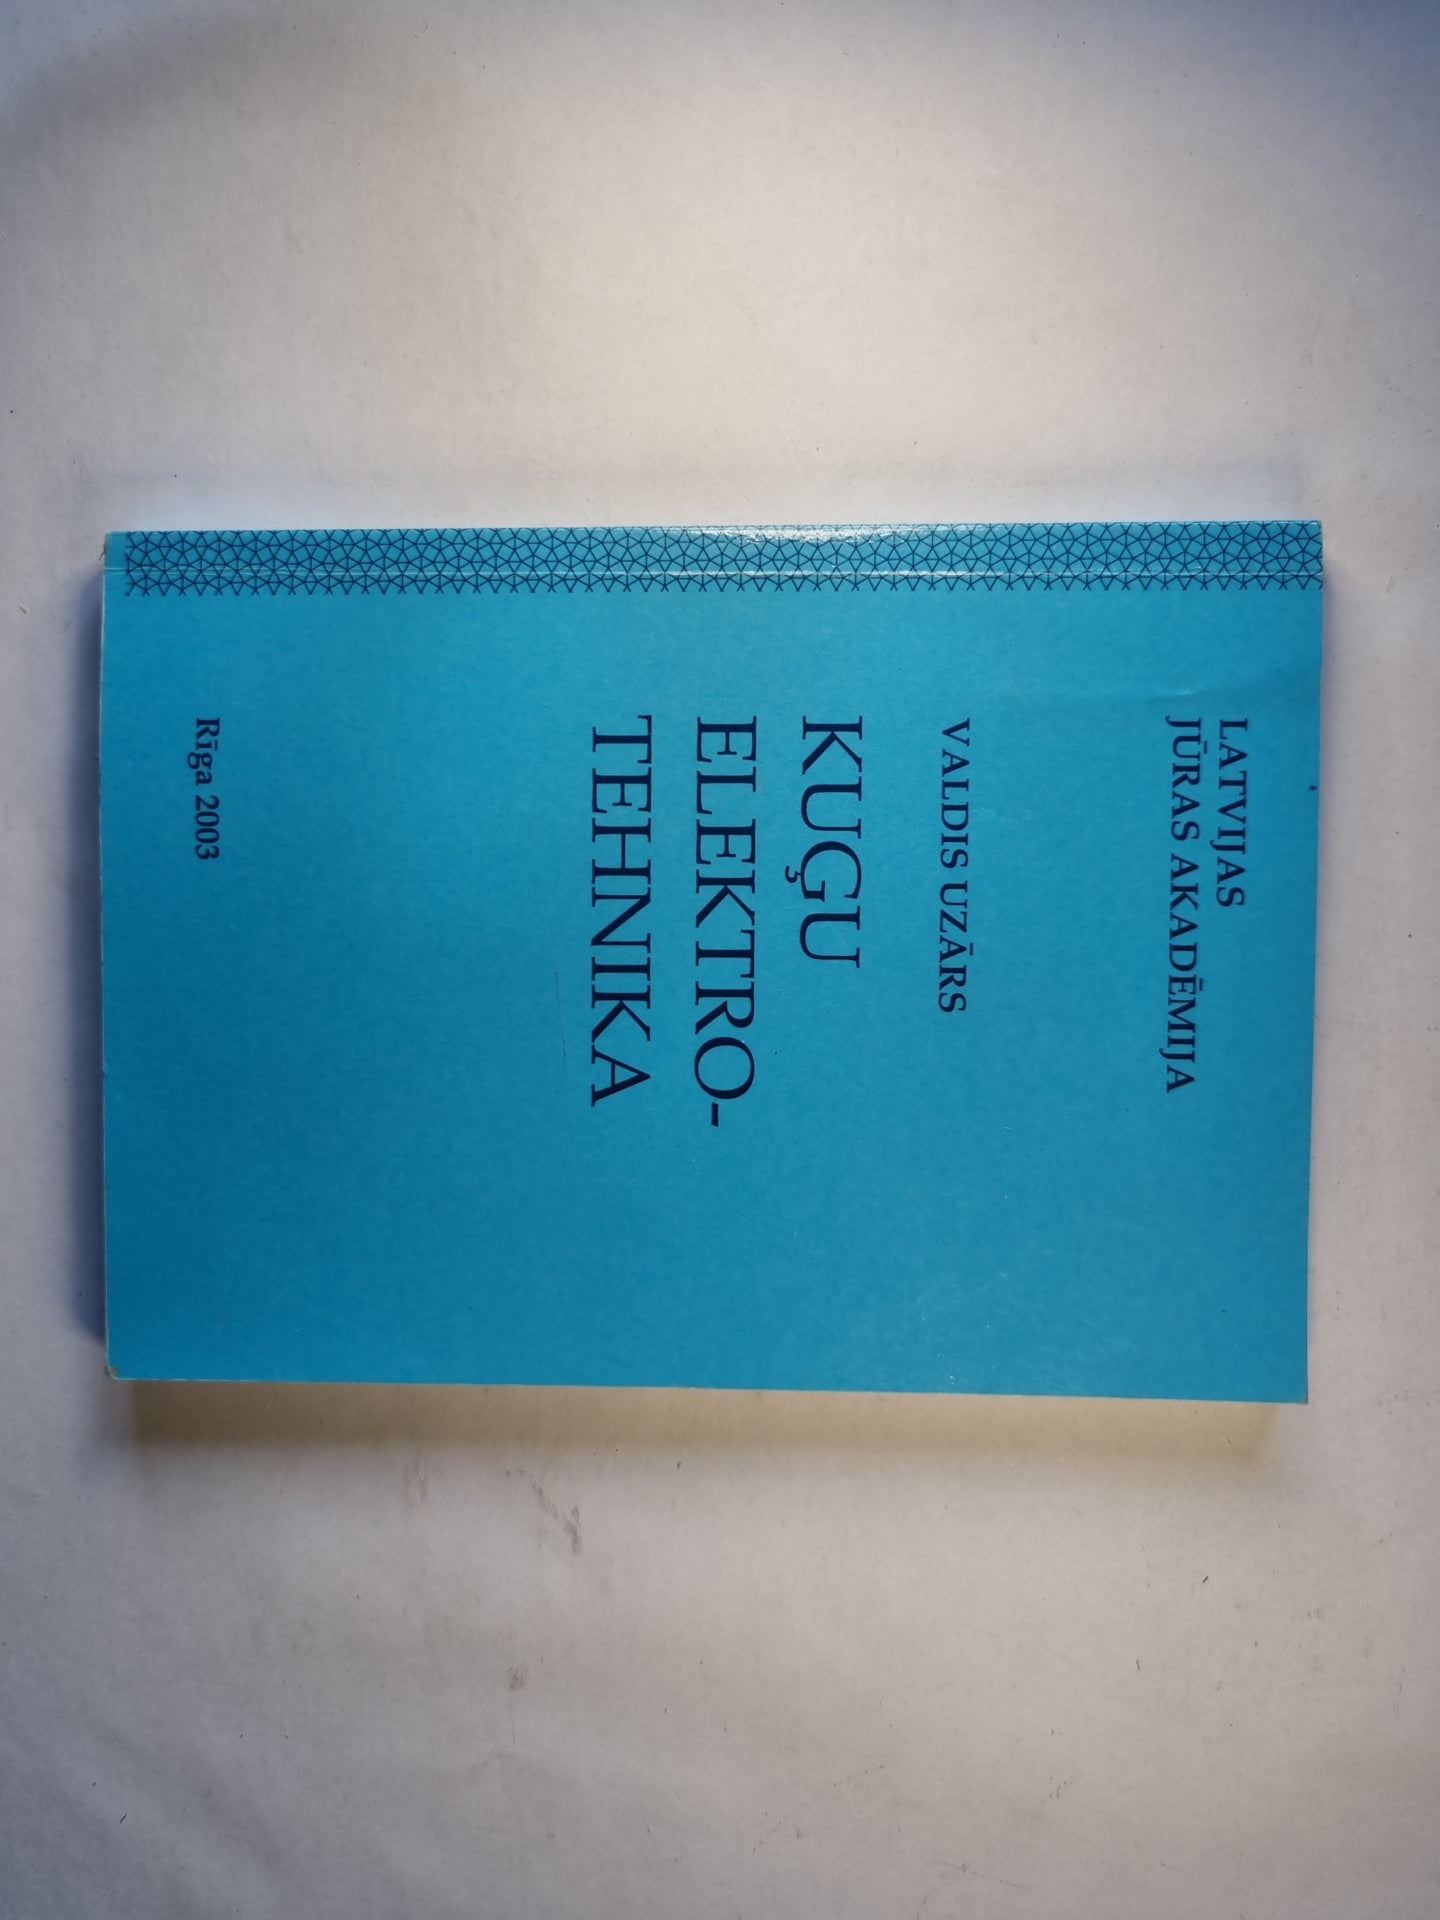 LATVIJAS
JŪRAS AKADĒMIJA
VALDIS UZĀRS
KUĢU
ELEKTRO-
TEHNIKA
Rīga 2003